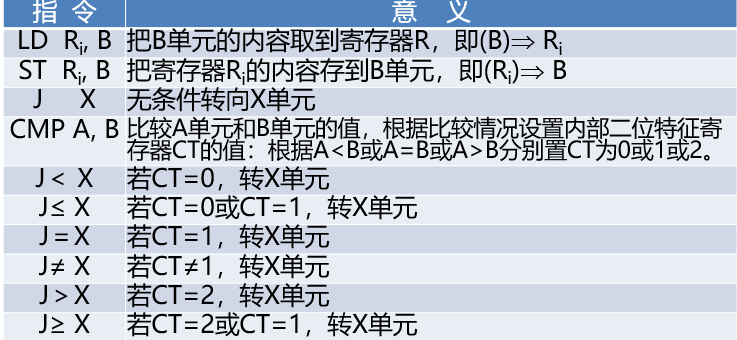 指 令 意 义
LD Ri, B 把B单元的内容取到寄存器R，即(B)⇒ Ri
ST Ri, B 把寄存器Ri的内容存到B单元，即(Ri)⇒ B
J X 无条件转向X单元
CMP A, B 比较A单元和B单元的值，根据比较情况设置内部二位特征寄
存器CT的值：根据A<B或A=B或A>B分别置CT为0或1或2。
J < X 若CT=0，转X单元
J≤ X 若CT=0或CT=1，转X单元
J = X 若CT=1，转X单元
J≠ X 若CT≠1，转X单元
J > X 若CT=2，转X单元
J≥ X 若CT=2或CT=1，转X单元